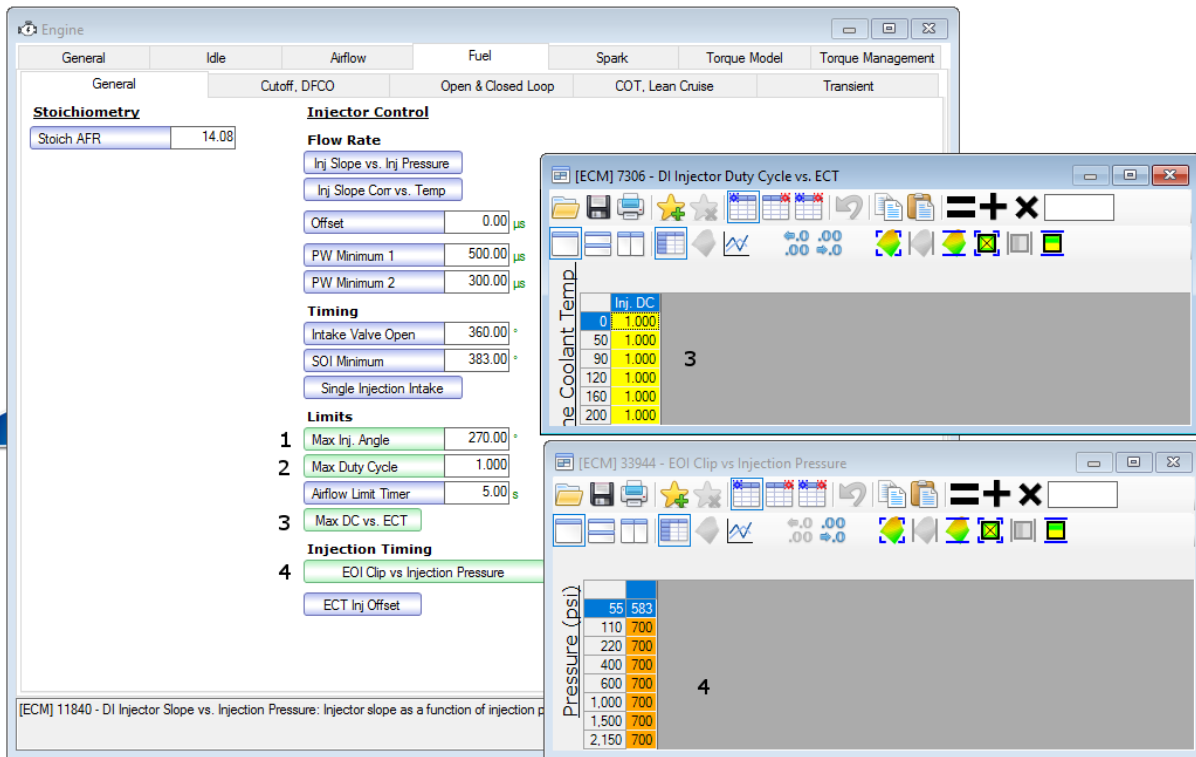 Engine
General Idle Airflow Fuel Spark Torque Model Torque Management
General Cutoff, DFCO Open & Closed Loop COT, Lean Cruise Transient
Stoichiometry
Stoich AFR 14.08
Injector Control
Flow Rate
Inj Slope vs. Inj Pressure
Inj Slope Corr vs. Temp
Offset 0.00 µs
PW Minimum 1 500.00 µs
PW Minimum 2 300.00 µs
Timing
Intake Valve Open 360.00 °
SOI Minimum 383.00 °
Single Injection Intake
Limits
1 Max Inj. Angle 270.00 °
2 Max Duty Cycle 1.000
Airflow Limit Timer 5.00 s
3 Max DC vs. ECT
Injection Timing
4 EOI Clip vs Injection Pressure
ECT Inj Offset
[ECM] 11840 - DI Injector Slope vs. Injection Pressure: Injector slope as a function of injection p
[ECM] 7306 - DI Injector Duty Cycle vs. ECT
.0 .00
.00 .0
ne Coolant Temp
Inj. DC
0 1.000
50 1.000
90 1.000
120 1.000
160 1.000
200 1.000
3
[ECM] 33944 - EOI Clip vs Injection Pressure
.0 .00
.00 .0
Pressure (psi)
55 583
110 700
220 700
400 700
600 700
1,000 700
1,500 700
2,150 700
4